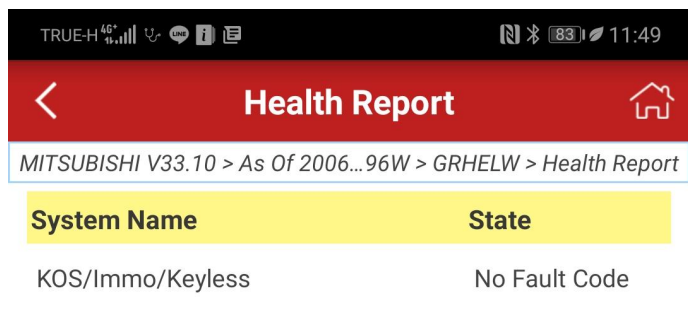 TRUE-H 4G+ LINE i 83 11:49
Health Report
MITSUBISHI V33.10 > As Of 2006...96W > GRHELW > Health Report
System Name State
KOS/Immo/Keyless No Fault Code